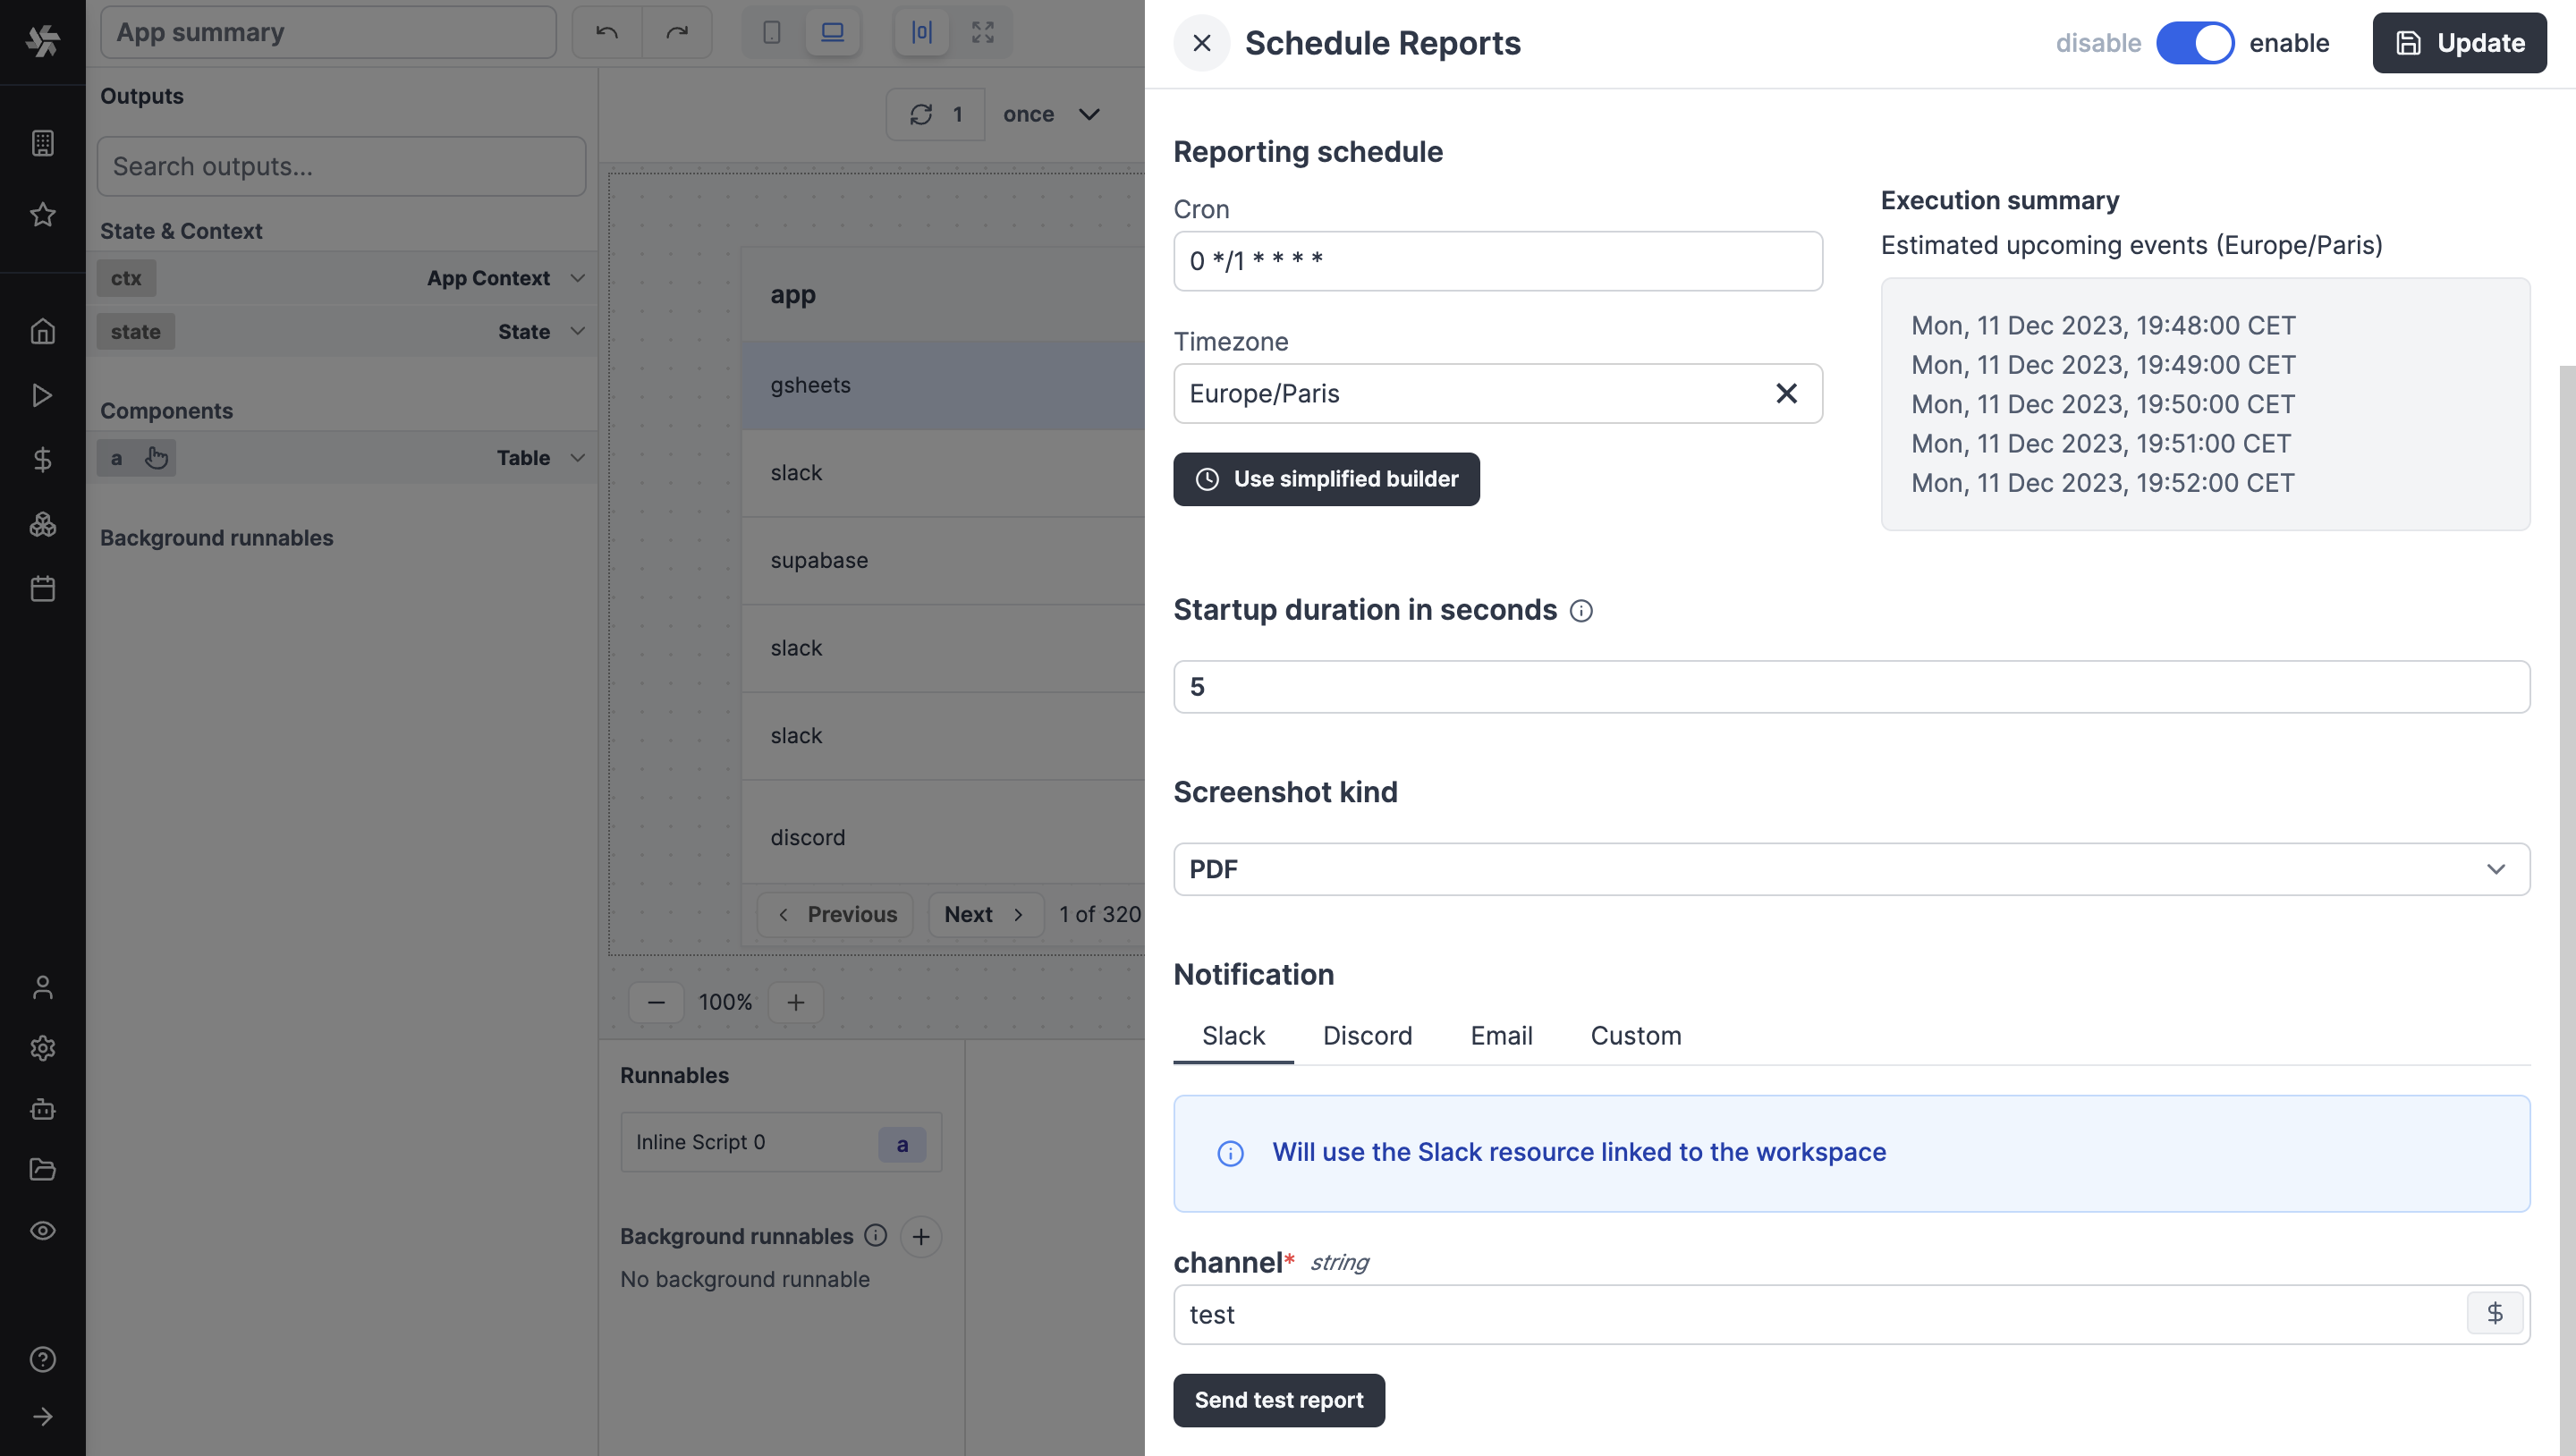 App summary
Outputs
Search outputs...
State & Context
ctx
App Context
state
State
Components
a
Table
Background runnables
1
once
app
gsheets
slack
supabase
slack
slack
discord
Previous
Next
1 of 320
100%
Runnables
Inline Script 0
a
Background runnables
No background runnable
Schedule Reports
disable
enable
Update
Reporting schedule
Cron
0 */1 * * * *
Timezone
Europe/Paris
Use simplified builder
Execution summary
Estimated upcoming events (Europe/Paris)
Mon, 11 Dec 2023, 19:48:00 CET
Mon, 11 Dec 2023, 19:49:00 CET
Mon, 11 Dec 2023, 19:50:00 CET
Mon, 11 Dec 2023, 19:51:00 CET
Mon, 11 Dec 2023, 19:52:00 CET
Startup duration in seconds
5
Screenshot kind
PDF
Notification
Slack
Discord
Email
Custom
Will use the Slack resource linked to the workspace
channel* string
test
$
Send test report